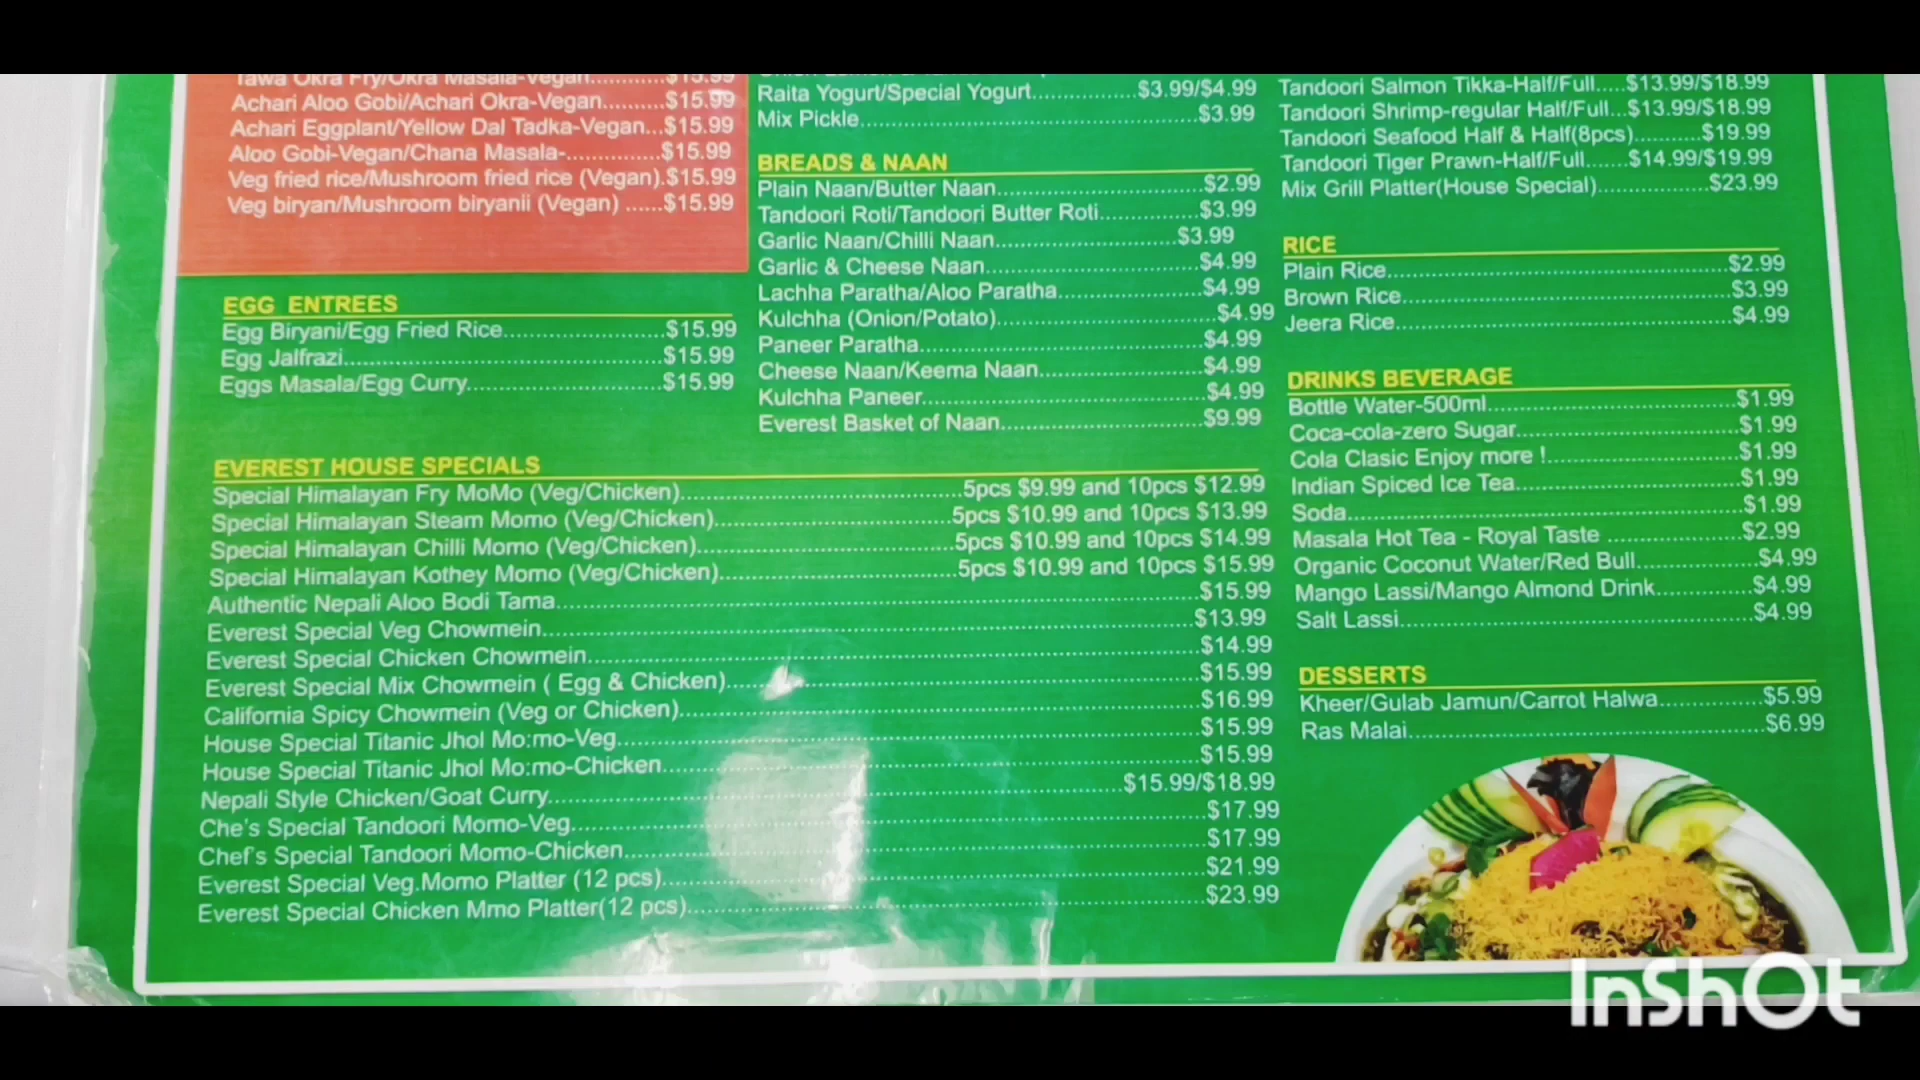 Tawa Okra Fry/Okra Masala-Vegan............$15.99
Achari Aloo Gobi/Achari Okra-Vegan..........$15.99
Achari Eggplant/Yellow Dal Tadka-Vegan...$15.99
Aloo Gobi-Vegan/Chana Masala-...............$15.99
Veg fried rice/Mushroom fried rice (Vegan).$15.99
Veg biryan/Mushroom biryanii (Vegan) ......$15.99
EGG ENTREES
Egg Biryani/Egg Fried Rice..........................$15.99
Egg Jalfrazi....................................................$15.99
Eggs Masala/Egg Curry...............................$15.99
Raita Yogurt/Special Yogurt.................$3.99/$4.99
Mix Pickle......................................................$3.99
BREADS & NAAN
Plain Naan/Butter Naan.................................$2.99
Tandoori Roti/Tandoori Butter Roti................$3.99
Garlic Naan/Chilli Naan.............................$3.99
Garlic & Cheese Naan...................................$4.99
Lachha Paratha/Aloo Paratha.......................$4.99
Kulchha (Onion/Potato)...................................$4.99
Paneer Paratha..............................................$4.99
Cheese Naan/Keema Naan..........................$4.99
Kulchha Paneer..............................................$4.99
Everest Basket of Naan.................................$9.99
Tandoori Salmon Tikka-Half/Full.....$13.99/$18.99
Tandoori Shrimp-regular Half/Full...$13.99/$18.99
Tandoori Seafood Half & Half(8pcs)...........$19.99
Tandoori Tiger Prawn-Half/Full.......$14.99/$19.99
Mix Grill Platter(House Special)..................$23.99
RICE
Plain Rice.......................................................$2.99
Brown Rice.....................................................$3.99
Jeera Rice......................................................$4.99
DRINKS BEVERAGE
Bottle Water-500ml........................................$1.99
Coca-cola-zero Sugar....................................$1.99
Cola Clasic Enjoy more !................................$1.99
Indian Spiced Ice Tea....................................$1.99
Soda...............................................................$1.99
Masala Hot Tea - Royal Taste ......................$2.99
Organic Coconut Water/Red Bull....................$4.99
Mango Lassi/Mango Almond Drink................$4.99
Salt Lassi........................................................$4.99
DESSERTS
Kheer/Gulab Jamun/Carrot Halwa.................$5.99
Ras Malai.......................................................$6.99
EVEREST HOUSE SPECIALS
Special Himalayan Fry MoMo (Veg/Chicken)..............................................5pcs $9.99 and 10pcs $12.99
Special Himalayan Steam Momo (Veg/Chicken)......................................5pcs $10.99 and 10pcs $13.99
Special Himalayan Chilli Momo (Veg/Chicken).........................................5pcs $10.99 and 10pcs $14.99
Special Himalayan Kothey Momo (Veg/Chicken)......................................5pcs $10.99 and 10pcs $15.99
Authentic Nepali Aloo Bodi Tama..........................................................$15.99
Everest Special Veg Chowmein............................................................$13.99
Everest Special Chicken Chowmein......................................................$14.99
Everest Special Mix Chowmein ( Egg & Chicken)..................................$15.99
California Spicy Chowmein (Veg or Chicken)........................................$16.99
House Special Titanic Jhol Mo:mo-Veg.................................................$15.99
House Special Titanic Jhol Mo:mo-Chicken..........................................$15.99
Nepali Style Chicken/Goat Curry...............................................$15.99/$18.99
Che's Special Tandoori Momo-Veg.......................................................$17.99
Chef's Special Tandoori Momo-Chicken................................................$17.99
Everest Special Veg.Momo Platter (12 pcs)..........................................$21.99
Everest Special Chicken Mmo Platter(12 pcs).......................................$23.99
InShOt